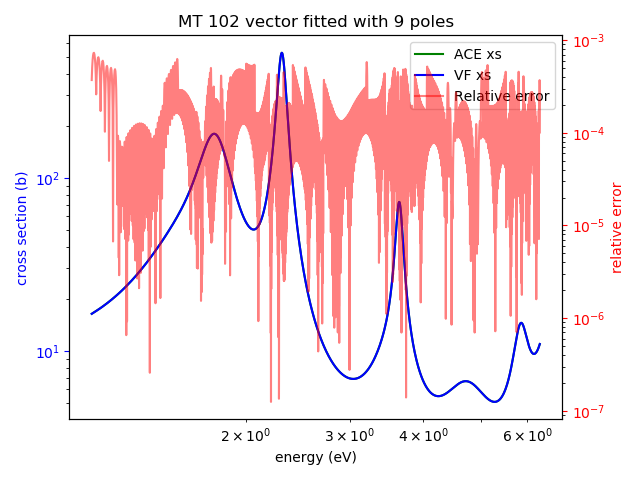 MT 102 vector fitted with 9 poles
ACE xs
VF xs
Relative error
cross section (b)
10²
10¹
10⁻³
10⁻⁴
10⁻⁵
10⁻⁶
10⁻⁷
relative error
2 × 10⁰ 3 × 10⁰ 4 × 10⁰ 6 × 10⁰
energy (eV)